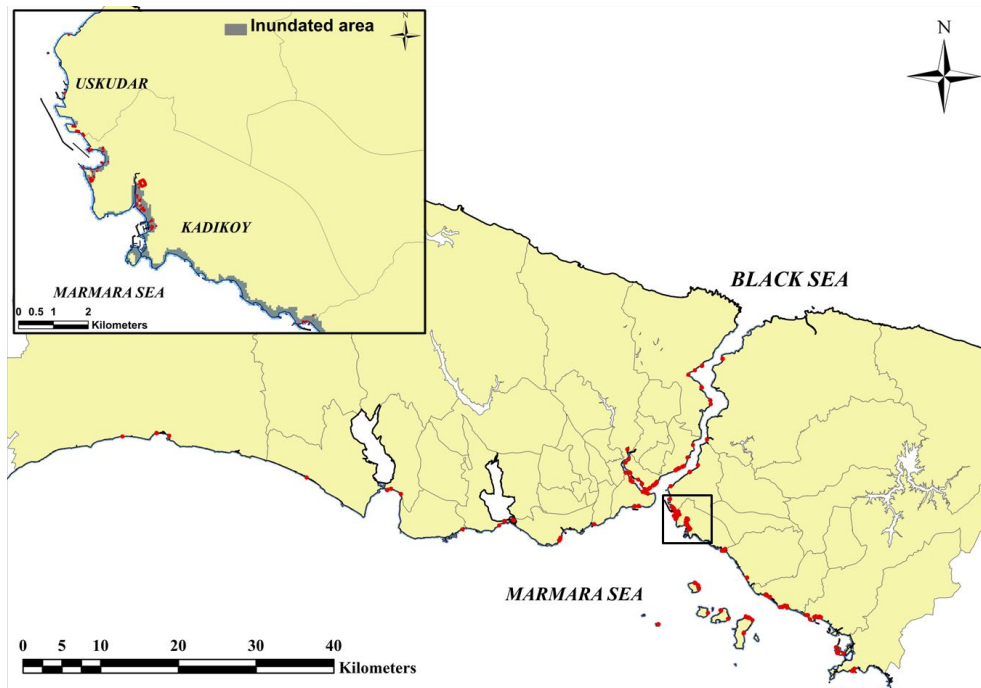 Inundated area
N
USKUDAR
KADIKOY
MARMARA SEA
0 0.5 1 2
Kilometers
N
BLACK SEA
MARMARA SEA
0 5 10 20 30 40
Kilometers